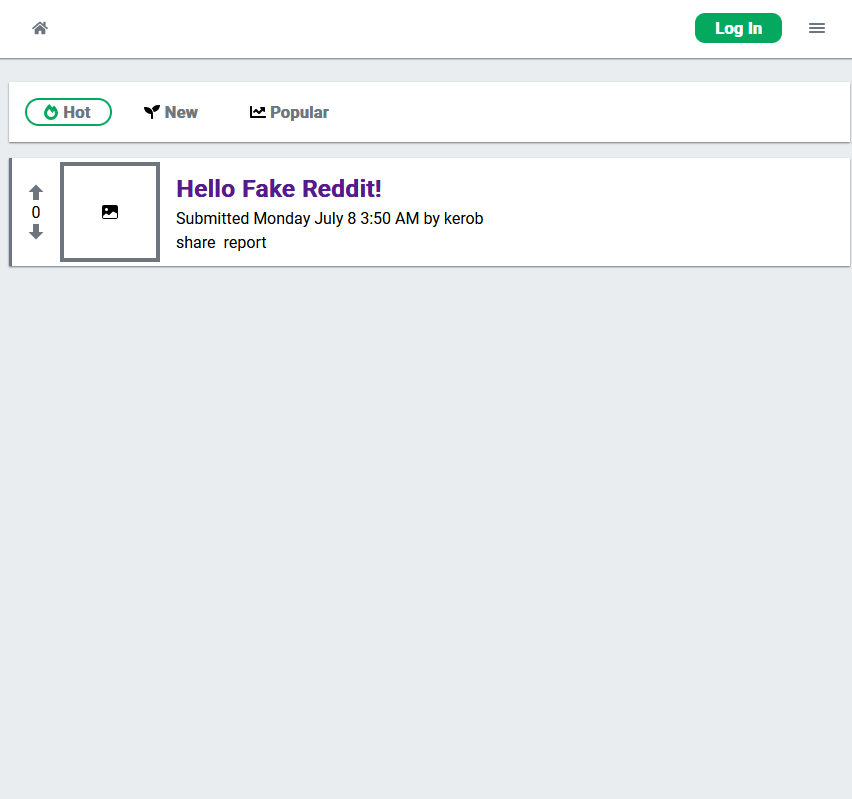 Log In
Hot New Popular
Hello Fake Reddit!
0
Submitted Monday July 8 3:50 AM by kerob
share report